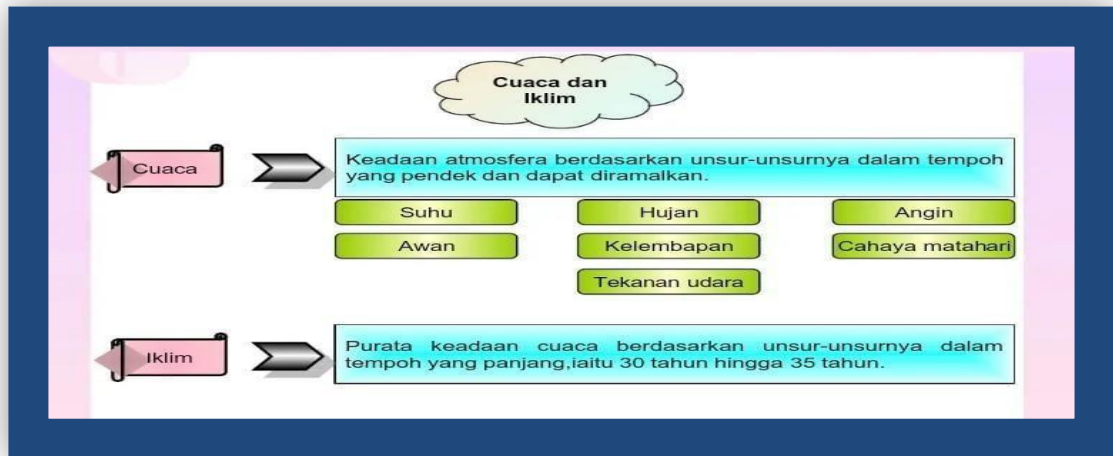 Cuaca dan
Iklim
Cuaca
Keadaan atmosfera berdasarkan unsur-unsurnya dalam tempoh
yang pendek dan dapat diramalkan.
Suhu
Hujan
Angin
Awan
Kelembapan
Cahaya matahari
Tekanan udara
Iklim
Purata keadaan cuaca berdasarkan unsur-unsurnya dalam
tempoh yang panjang,iaitu 30 tahun hingga 35 tahun.